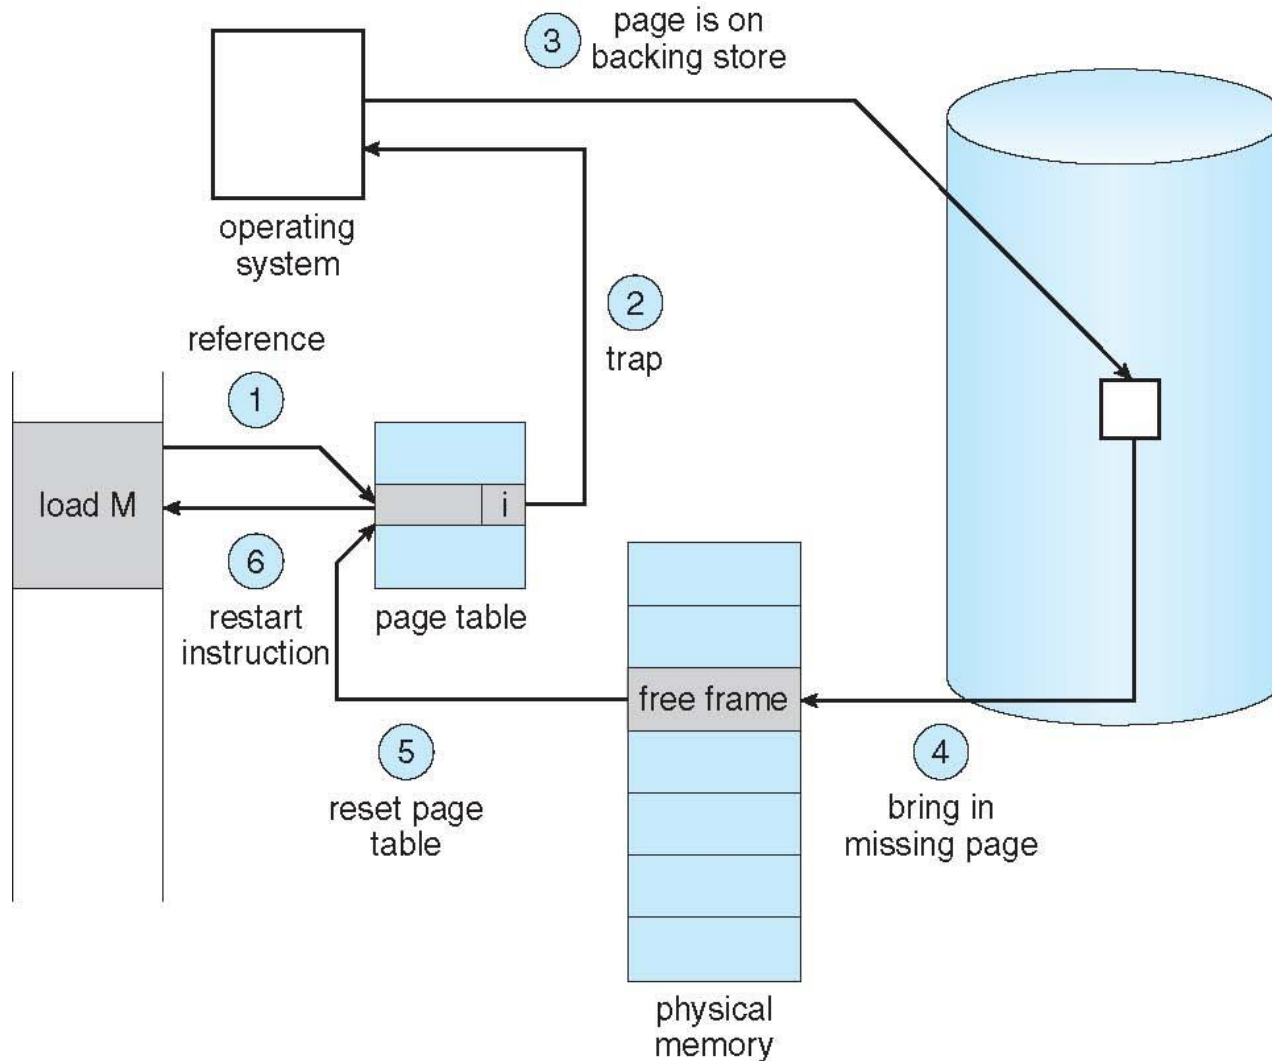 3
page is on
backing store
operating
system
2
trap
reference
1
load M
i
6
restart
instruction
page table
free frame
5
reset page
table
4
bring in
missing page
physical
memory